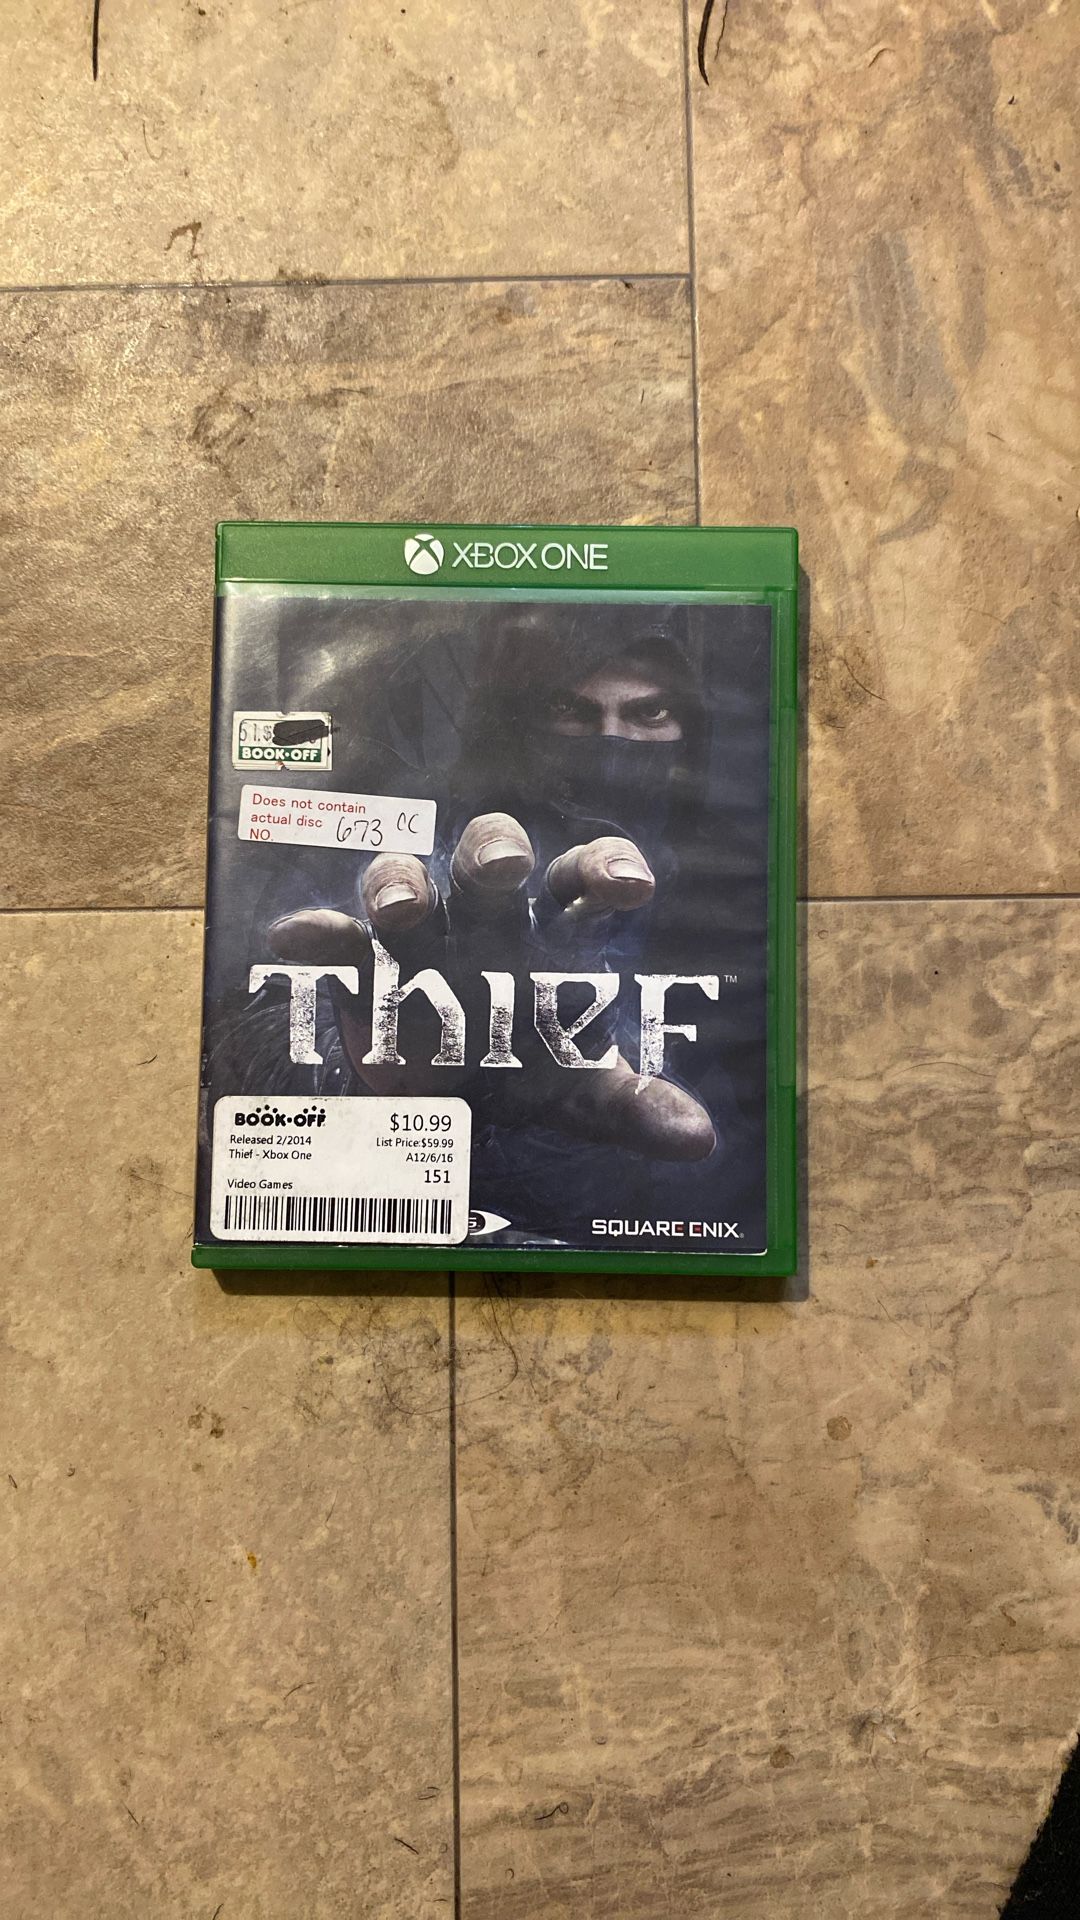 XBOX ONE
BOOK•OFF
Does not contain
actual disc
NO. 673 CC
THIEF™
BOOK•OFF $10.99
Released 2/2014 List Price:$59.99
Thief - Xbox One A12/6/16
151
Video Games
SQUARE ENIX®